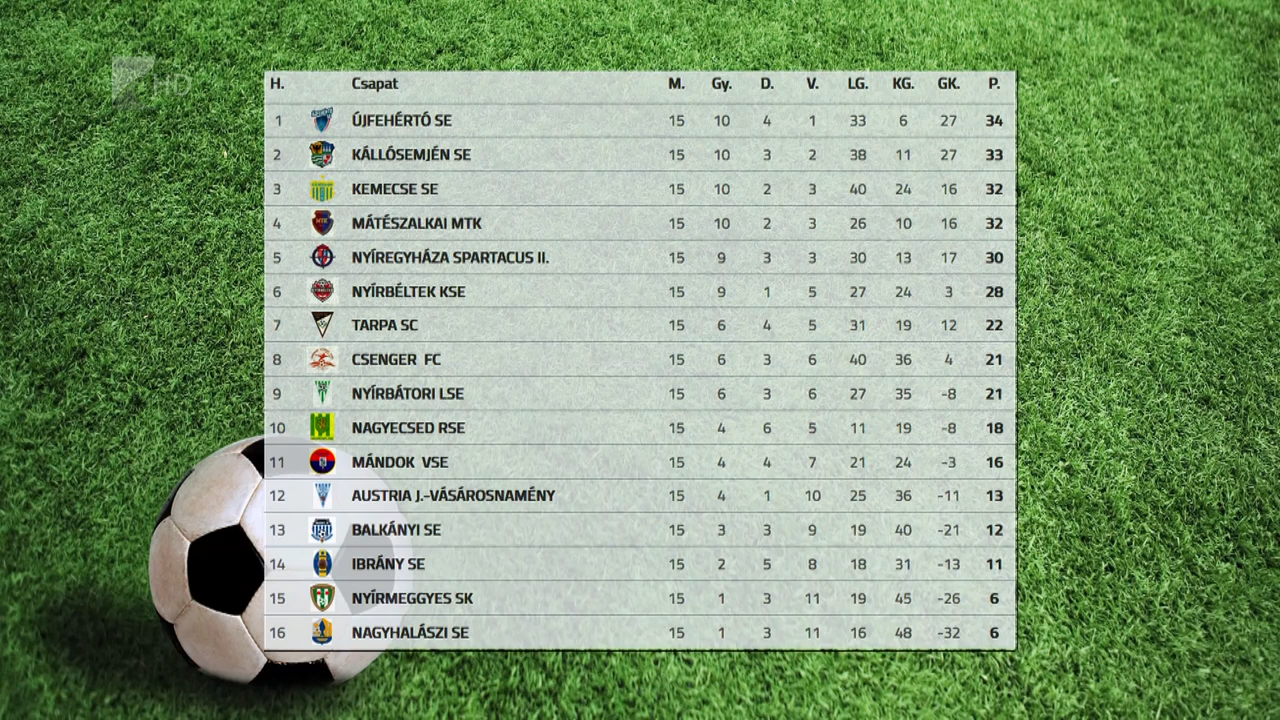 HD
H. Csapat M. Gy. D. V. LG. KG. GK. P.
1 ÚJFEHÉRTÓ SE 15 10 4 1 33 6 27 34
2 KÁLLÓSEMJÉN SE 15 10 3 2 38 11 27 33
3 KEMECSE SE 15 10 2 3 40 24 16 32
4 MÁTÉSZALKAI MTK 15 10 2 3 26 10 16 32
5 NYÍREGYHÁZA SPARTACUS II. 15 9 3 3 30 13 17 30
6 NYÍRBÉLTEK KSE 15 9 1 5 27 24 3 28
7 TARPA SC 15 6 4 5 31 19 12 22
8 CSENGER FC 15 6 3 6 40 36 4 21
9 NYÍRBÁTORI LSE 15 6 3 6 27 35 -8 21
10 NAGYECSED RSE 15 4 6 5 11 19 -8 18
11 MÁNDOK VSE 15 4 4 7 21 24 -3 16
12 AUSTRIA J.-VÁSÁROSNAMÉNY 15 4 1 10 25 36 -11 13
13 BALKÁNYI SE 15 3 3 9 19 40 -21 12
14 IBRÁNY SE 15 2 5 8 18 31 -13 11
15 NYÍRMEGGYES SK 15 1 3 11 19 45 -26 6
16 NAGYHALÁSZI SE 15 1 3 11 16 48 -32 6